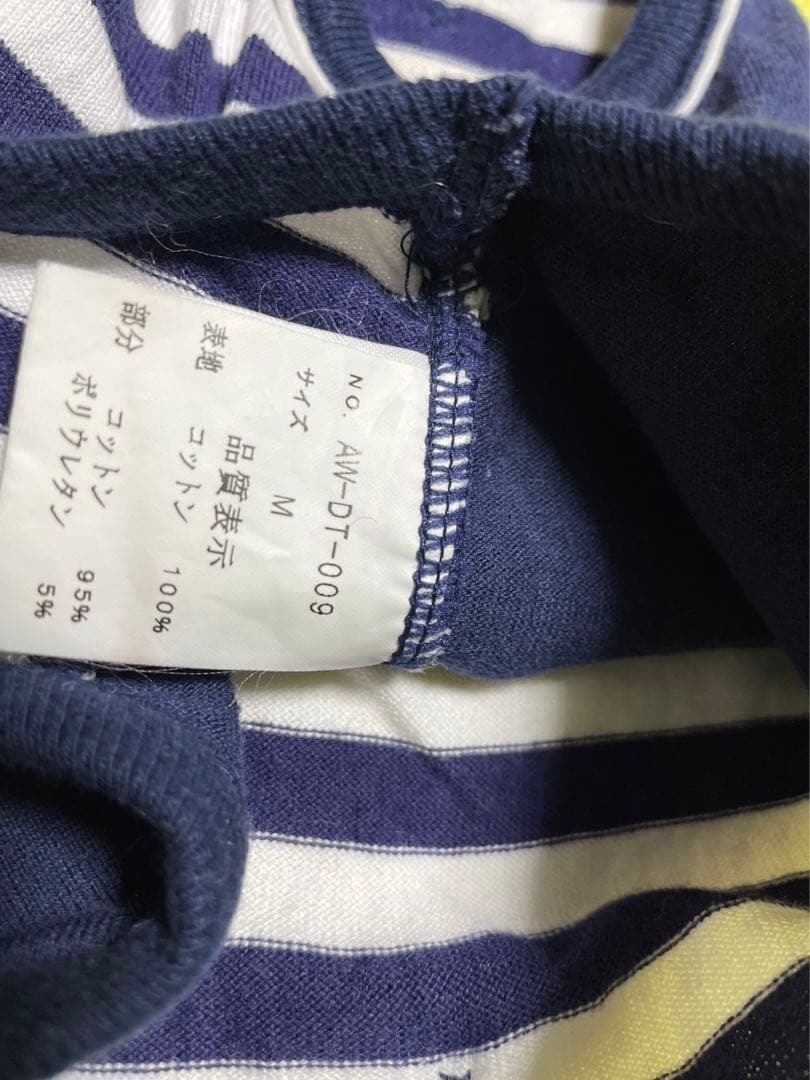 NO. AW-DT-009
サイズ M
品質表示
表地 コットン 100%
部分 コットン 95%
ポリウレタン 5%